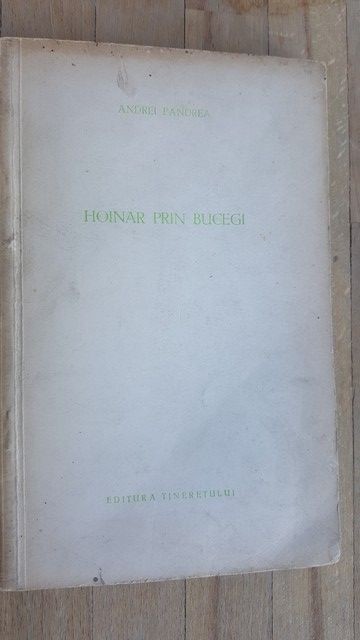 ANDREI PANDREA
HOINAR PRIN BUCEGI
EDITURA TINERETULUI